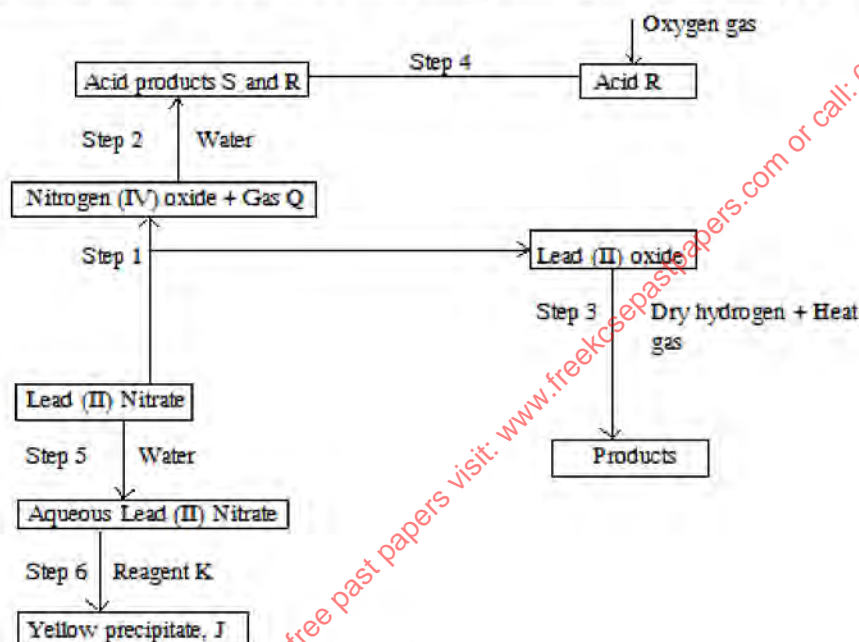 Oxygen gas
Step 4
Acid products S and R
Acid R
Step 2
Water
Nitrogen (IV) oxide + Gas Q
Step 1
Lead (II) oxide
Step 3
Dry hydrogen + Heat
gas
Lead (II) Nitrate
Step 5
Water
Products
Aqueous Lead (II) Nitrate
Step 6
Reagent K
Yellow precipitate, J
free past papers visit: www.freekcsepastpapers.com or call: